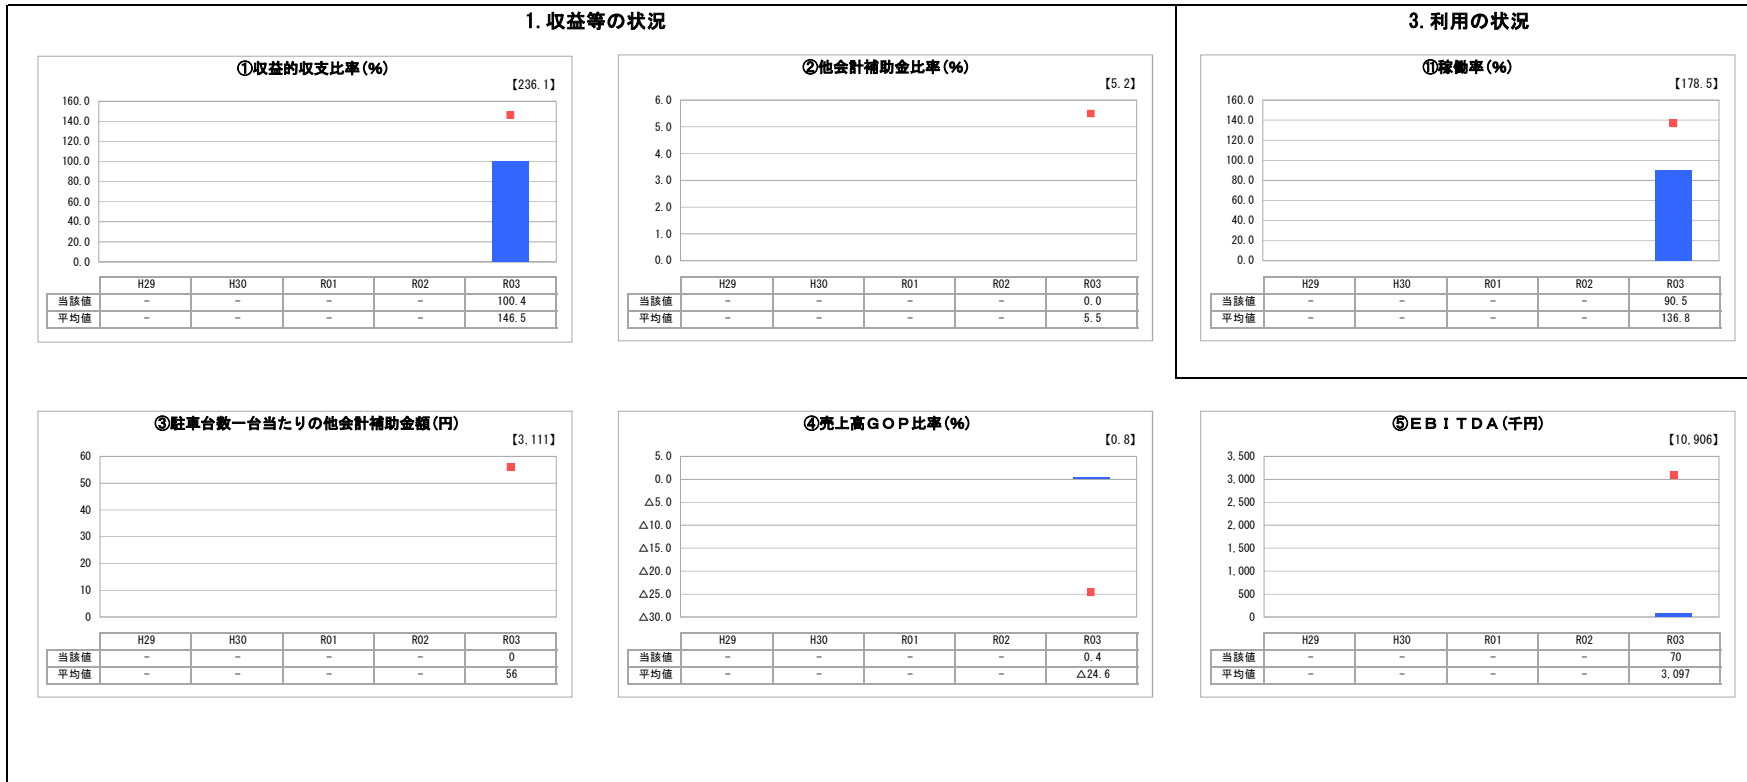 1.収益等の状況
3.利用の状況
①収益的収支比率(%)
【236.1】
160.0
140.0
120.0
100.0
80.0
60.0
40.0
20.0
0.0
H29 H30 R01 R02 R03
当該値 - - - - 100.4
平均値 - - - - 146.5
②他会計補助金比率(%)
【5.2】
6.0
5.0
4.0
3.0
2.0
1.0
0.0
H29 H30 R01 R02 R03
当該値 - - - - 0.0
平均値 - - - - 5.5
⑪稼働率(%)
【178.5】
160.0
140.0
120.0
100.0
80.0
60.0
40.0
20.0
0.0
H29 H30 R01 R02 R03
当該値 - - - - 90.5
平均値 - - - - 136.8
③駐車台数一台当たりの他会計補助金額(円)
【3,111】
60
50
40
30
20
10
0
H29 H30 R01 R02 R03
当該値 - - - - 0
平均値 - - - - 56
④売上高GOP比率(%)
【0.8】
5.0
0.0
△5.0
△10.0
△15.0
△20.0
△25.0
△30.0
H29 H30 R01 R02 R03
当該値 - - - - 0.4
平均値 - - - - △24.6
⑤EBITDA(千円)
【10,906】
3,500
3,000
2,500
2,000
1,500
1,000
500
0
H29 H30 R01 R02 R03
当該値 - - - - 70
平均値 - - - - 3,097